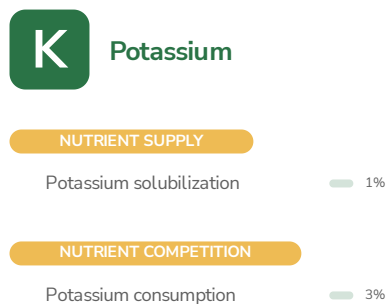 K
Potassium
NUTRIENT SUPPLY
Potassium solubilization 1%
NUTRIENT COMPETITION
Potassium consumption 3%